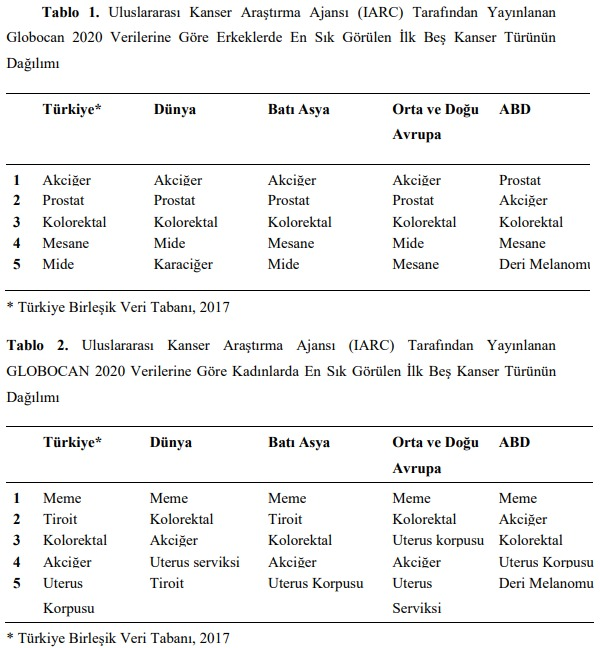 Tablo 1. Uluslararası Kanser Araştırma Ajansı (IARC) Tarafından Yayınlanan
Globocan 2020 Verilerine Göre Erkeklerde En Sık Görülen İlk Beş Kanser Türünün
Dağılımı
Türkiye* Dünya Batı Asya Orta ve Doğu ABD
Avrupa
1 Akciğer Akciğer Akciğer Akciğer Prostat
2 Prostat Prostat Prostat Prostat Akciğer
3 Kolorektal Kolorektal Kolorektal Kolorektal Kolorektal
4 Mesane Mide Mesane Mide Mesane
5 Mide Karaciğer Mide Mesane Deri Melanomu
* Türkiye Birleşik Veri Tabanı, 2017
Tablo 2. Uluslararası Kanser Araştırma Ajansı (IARC) Tarafından Yayınlanan
GLOBOCAN 2020 Verilerine Göre Kadınlarda En Sık Görülen İlk Beş Kanser Türünün
Dağılımı
Türkiye* Dünya Batı Asya Orta ve Doğu ABD
Avrupa
1 Meme Meme Meme Meme Meme
2 Tiroit Kolorektal Tiroit Kolorektal Akciğer
3 Kolorektal Akciğer Kolorektal Uterus korpusu Kolorektal
4 Akciğer Uterus serviksi Akciğer Akciğer Uterus Korpusu
5 Uterus Tiroit Uterus Korpusu Uterus Deri Melanomu
Korpusu Serviksi
* Türkiye Birleşik Veri Tabanı, 2017